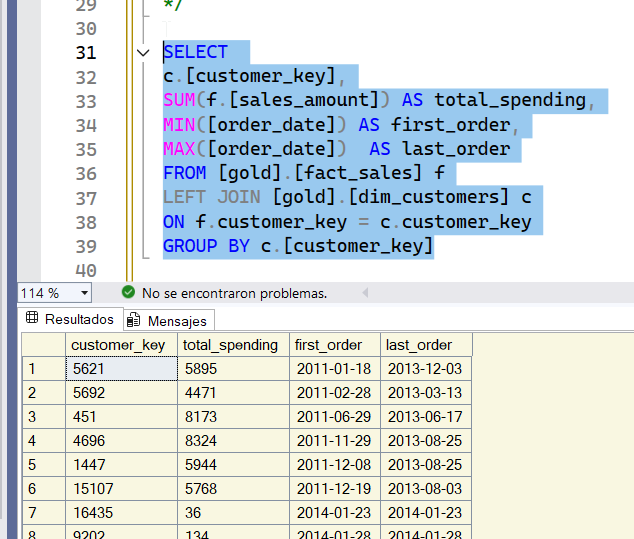 29 */
30
31 SELECT
32 c.[customer_key],
33 SUM(f.[sales_amount]) AS total_spending,
34 MIN([order_date]) AS first_order,
35 MAX([order_date])  AS last_order
36 FROM [gold].[fact_sales] f
37 LEFT JOIN [gold].[dim_customers] c
38 ON f.customer_key = c.customer_key
39 GROUP BY c.[customer_key]
40
114 % No se encontraron problemas.
Resultados Mensajes
customer_key total_spending first_order last_order
1 5621 5895 2011-01-18 2013-12-03
2 5692 4471 2011-02-28 2013-03-13
3 451 8173 2011-06-29 2013-06-17
4 4696 8324 2011-11-29 2013-08-25
5 1447 5944 2011-12-08 2013-08-25
6 15107 5768 2011-12-19 2013-08-03
7 16435 36 2014-01-23 2014-01-23
8 9202 134 2014-01-28 2014-01-28